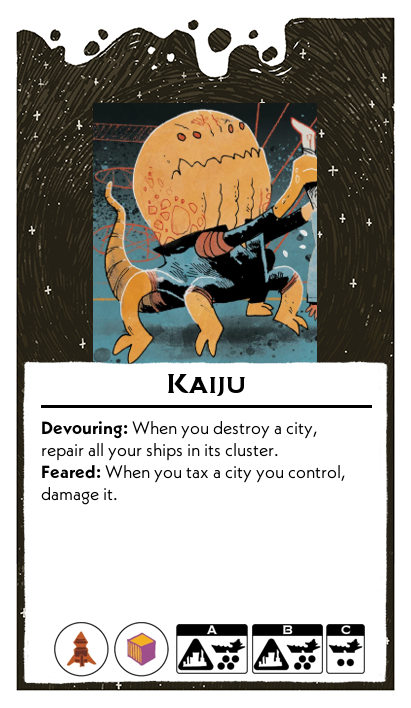 Kaiju
Devouring: When you destroy a city,
repair all your ships in its cluster.
Feared: When you tax a city you control,
damage it.
A B C